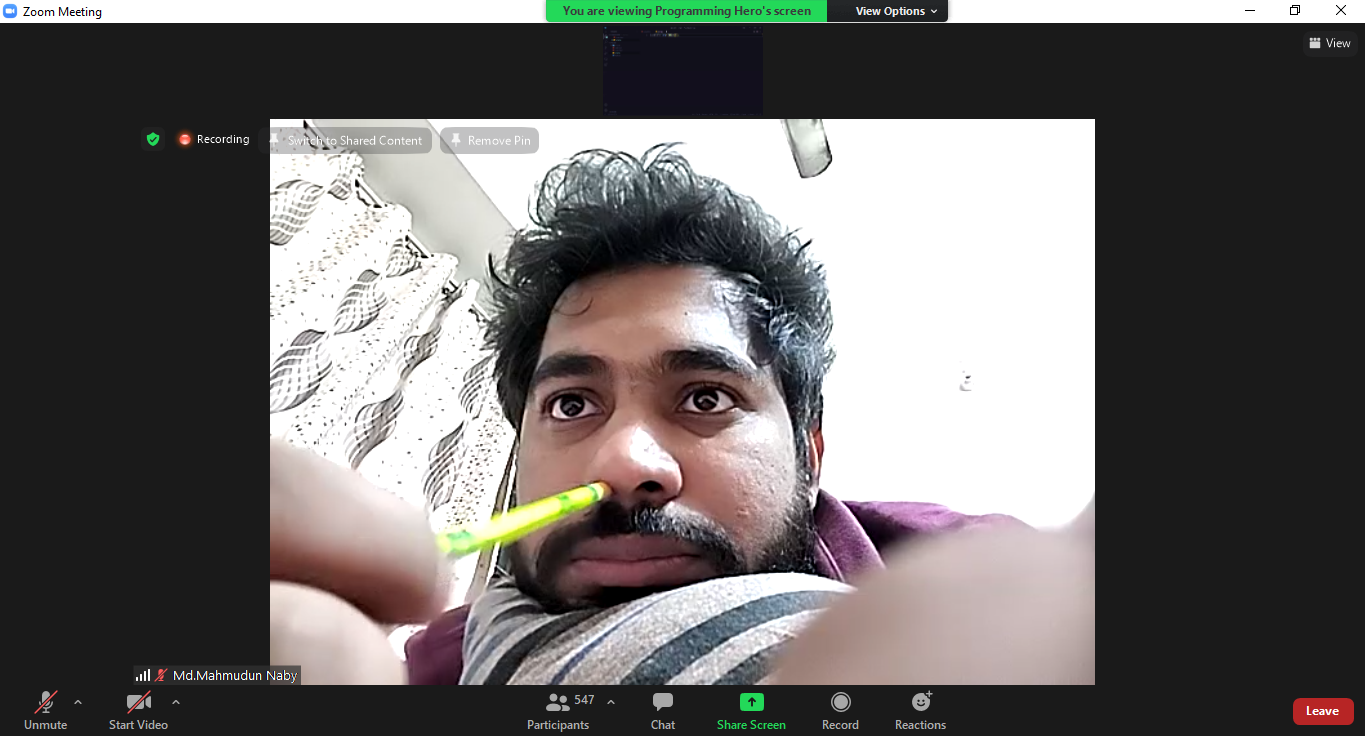 Zoom Meeting
You are viewing Programming Hero's screen
View Options
View
Recording
Switch to Shared Content
Remove Pin
Md.Mahmudun Naby
Unmute
Start Video
547
Participants
Chat
Share Screen
Record
Reactions
Leave